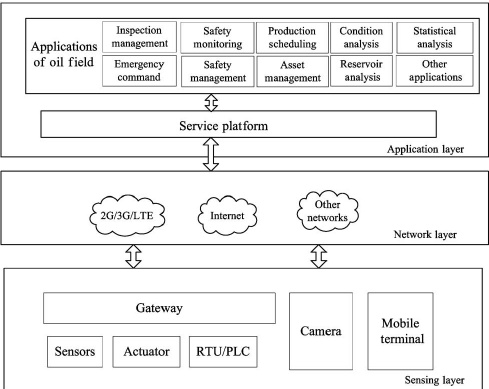 Applications
of oil field
Inspection
management
Safety
monitoring
Production
scheduling
Condition
analysis
Statistical
analysis
Emergency
command
Safety
management
Asset
management
Reservoir
analysis
Other
applications
Service platform
Application layer
2G/3G/LTE
Internet
Other
networks
Network layer
Gateway
Sensors
Actuator
RTU/PLC
Camera
Mobile
terminal
Sensing layer